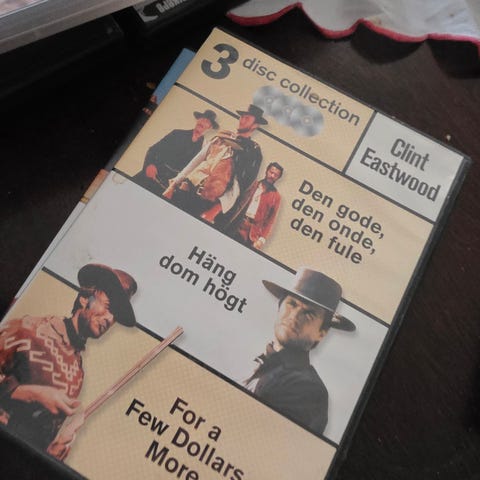 3 disc collection
Clint
Eastwood
Den gode,
den onde,
den fule
Häng
dom högt
For a
Few Dollars
More